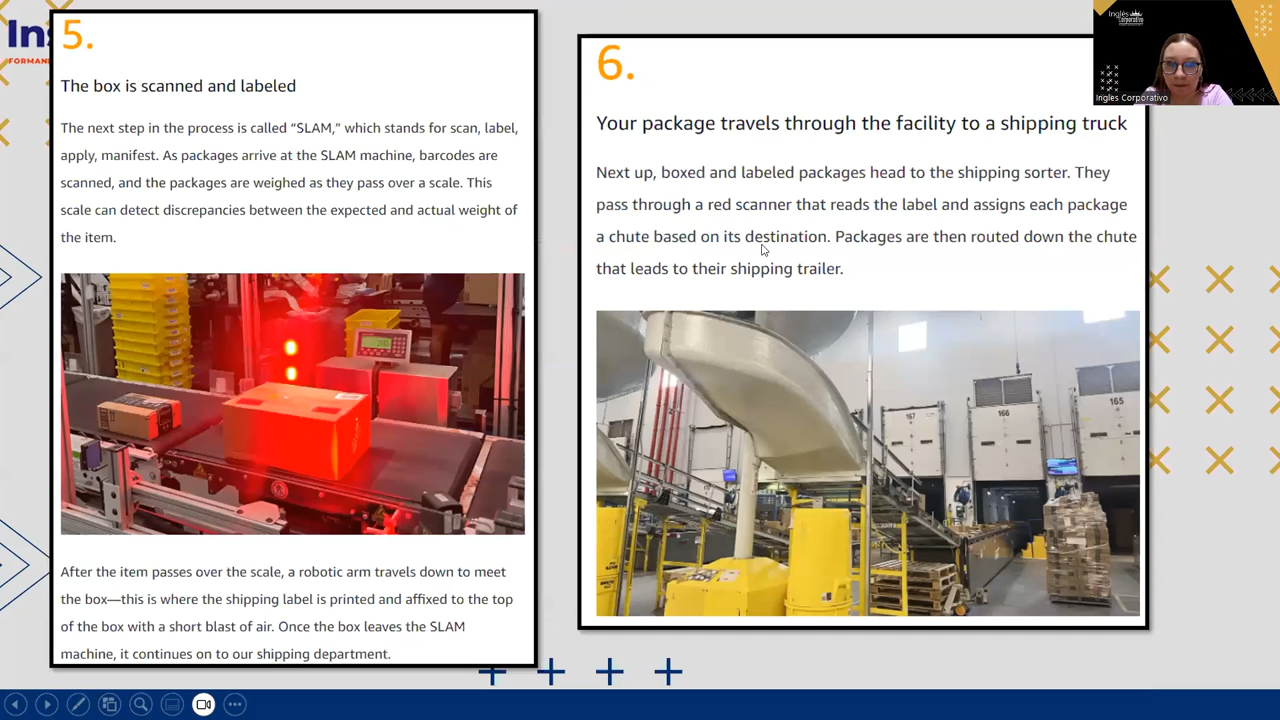 In
FORMAN
5.
The box is scanned and labeled
The next step in the process is called “SLAM,” which stands for scan, label,
apply, manifest. As packages arrive at the SLAM machine, barcodes are
scanned, and the packages are weighed as they pass over a scale. This
scale can detect discrepancies between the expected and actual weight of
the item.
After the item passes over the scale, a robotic arm travels down to meet
the box—this is where the shipping label is printed and affixed to the top
of the box with a short blast of air. Once the box leaves the SLAM
machine, it continues on to our shipping department.
6.
Your package travels through the facility to a shipping truck
Next up, boxed and labeled packages head to the shipping sorter. They
pass through a red scanner that reads the label and assigns each package
a chute based on its destination. Packages are then routed down the chute
that leads to their shipping trailer.
167
166
165
Inglés
Corporativo
Ingles Corporativo